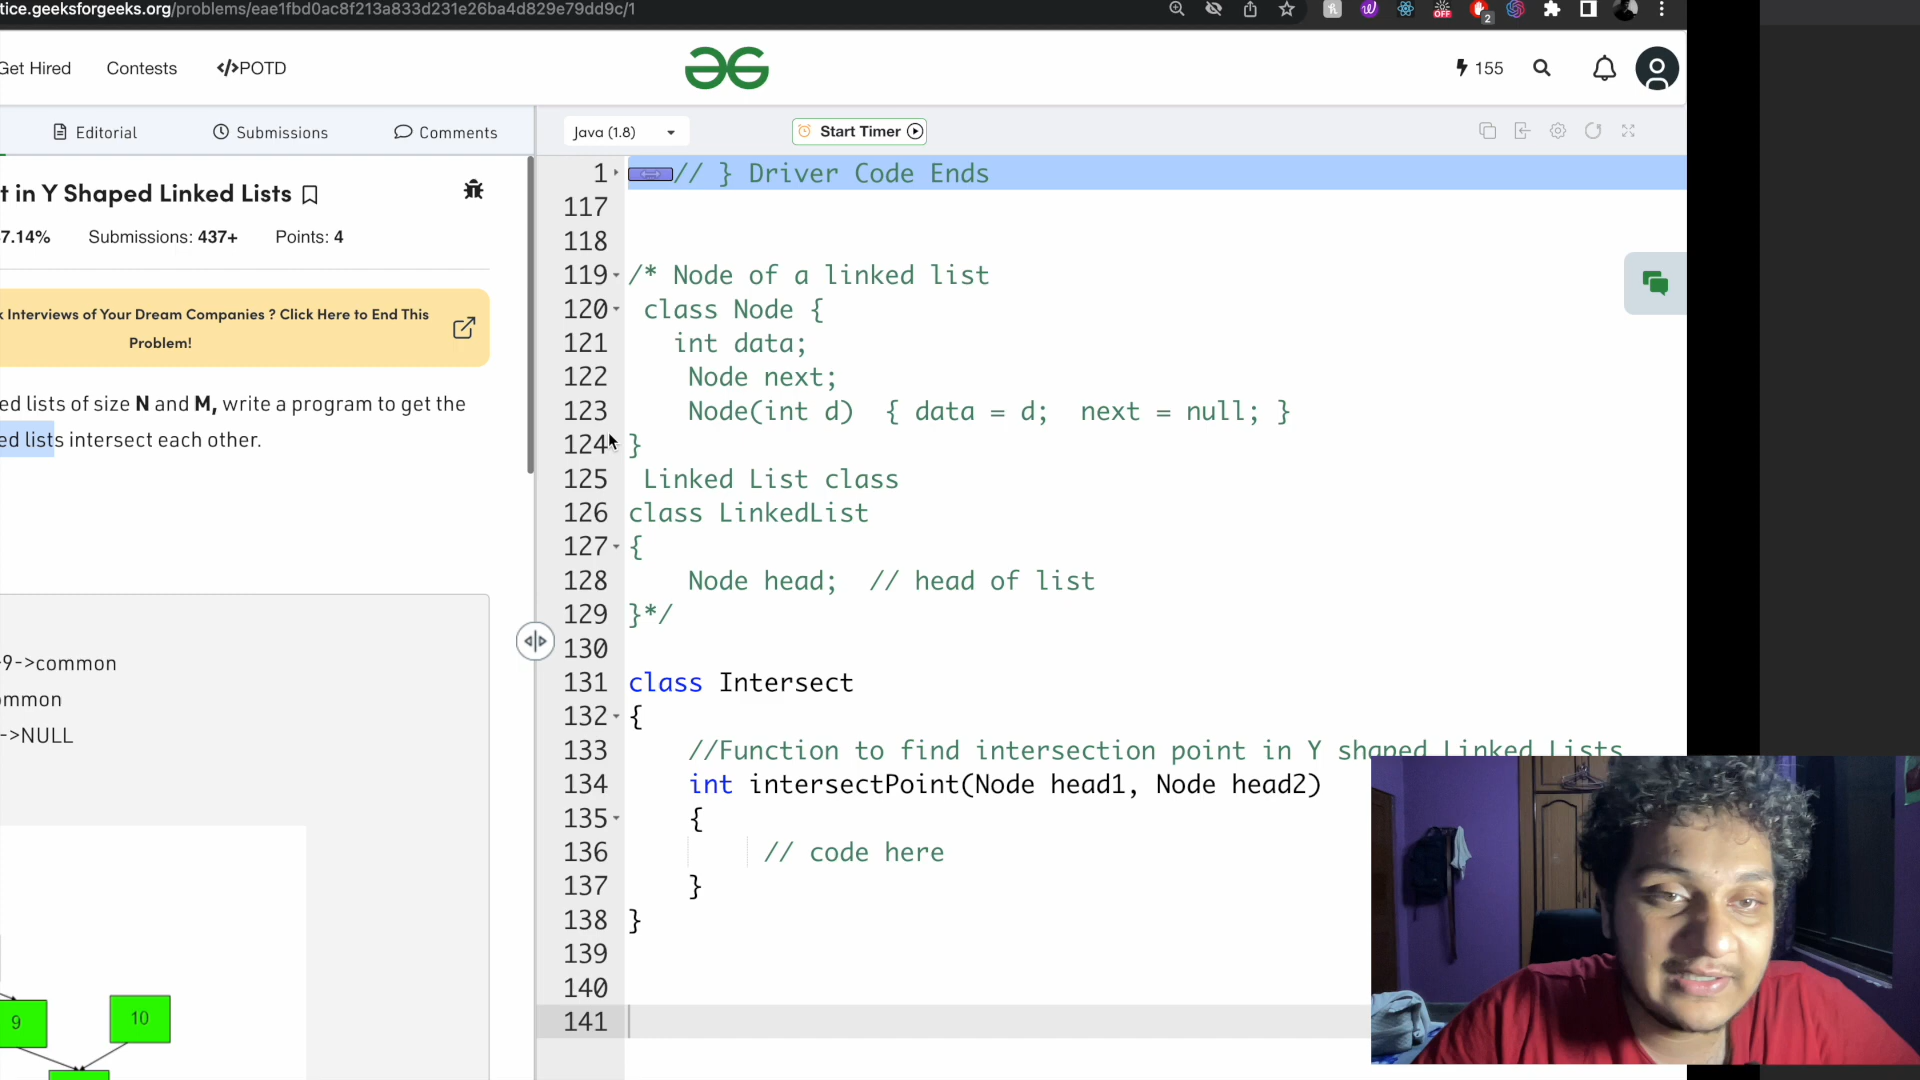 tice.geeksforgeeks.org/problems/eae1fbd0ac8f213a833d231e26ba4d829e79dd9c/1
OFF
2
Get Hired
Contests
</>POTD
155
Editorial
Submissions
Comments
Java (1.8)
Start Timer
t in Y Shaped Linked Lists
7.14%
Submissions: 437+
Points: 4
k Interviews of Your Dream Companies ? Click Here to End This
Problem!
ed lists of size N and M, write a program to get the
ed lists intersect each other.
9->common
ommon
->NULL
9
10
1 // } Driver Code Ends
117
118
119 /* Node of a linked list
120 class Node {
121 int data;
122 Node next;
123 Node(int d) { data = d; next = null; }
124 }
125 Linked List class
126 class LinkedList
127 {
128 Node head; // head of list
129 }*/
130
131 class Intersect
132 {
133 //Function to find intersection point in Y shaped Linked Lists
134 int intersectPoint(Node head1, Node head2)
135 {
136 // code here
137 }
138 }
139
140
141